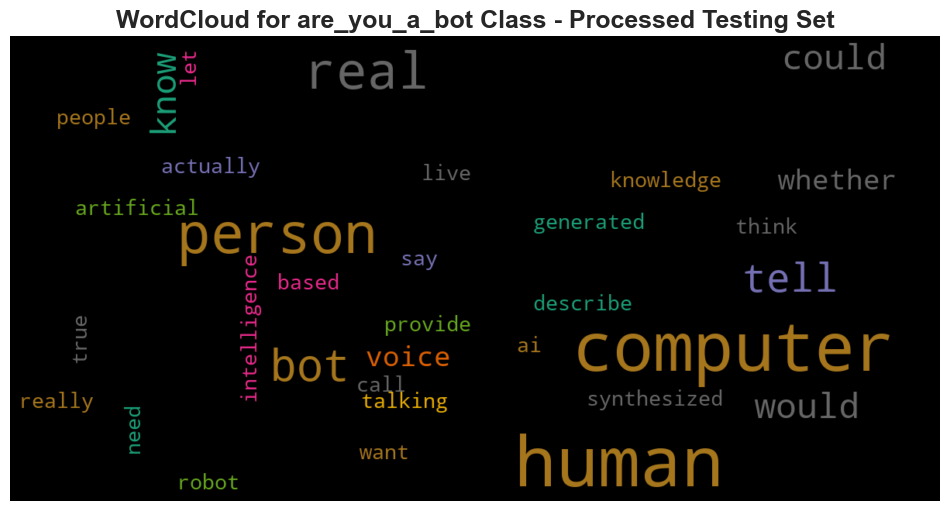 WordCloud for are_you_a_bot Class - Processed Testing Set
real
could
know
let
people
actually
live
knowledge
whether
artificial
person
generated
think
say
intelligence
based
tell
describe
true
provide
computer
bot
voice
ai
call
really
talking
synthesized
would
need
want
human
robot